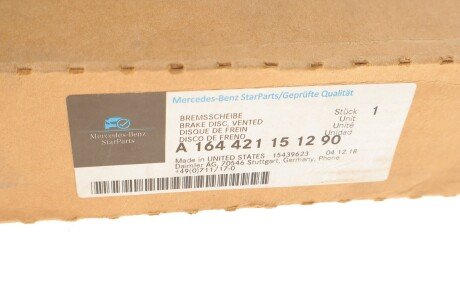 Mercedes-Benz StarParts/Geprüfte Qualität
Mercedes-Benz
StarParts
BREMSSCHEIBE
BRAKE DISC, VENTED
DISQUE DE FREIN
DISCO DE FRENO
Stück 1
Unit
Unité
Unidad
A 164 421 15 12 90
Made in UNITED STATES 15439623 04.12.18
Daimler AG, 70546 Stuttgart, Germany, Phone
+49(0)711/17-0